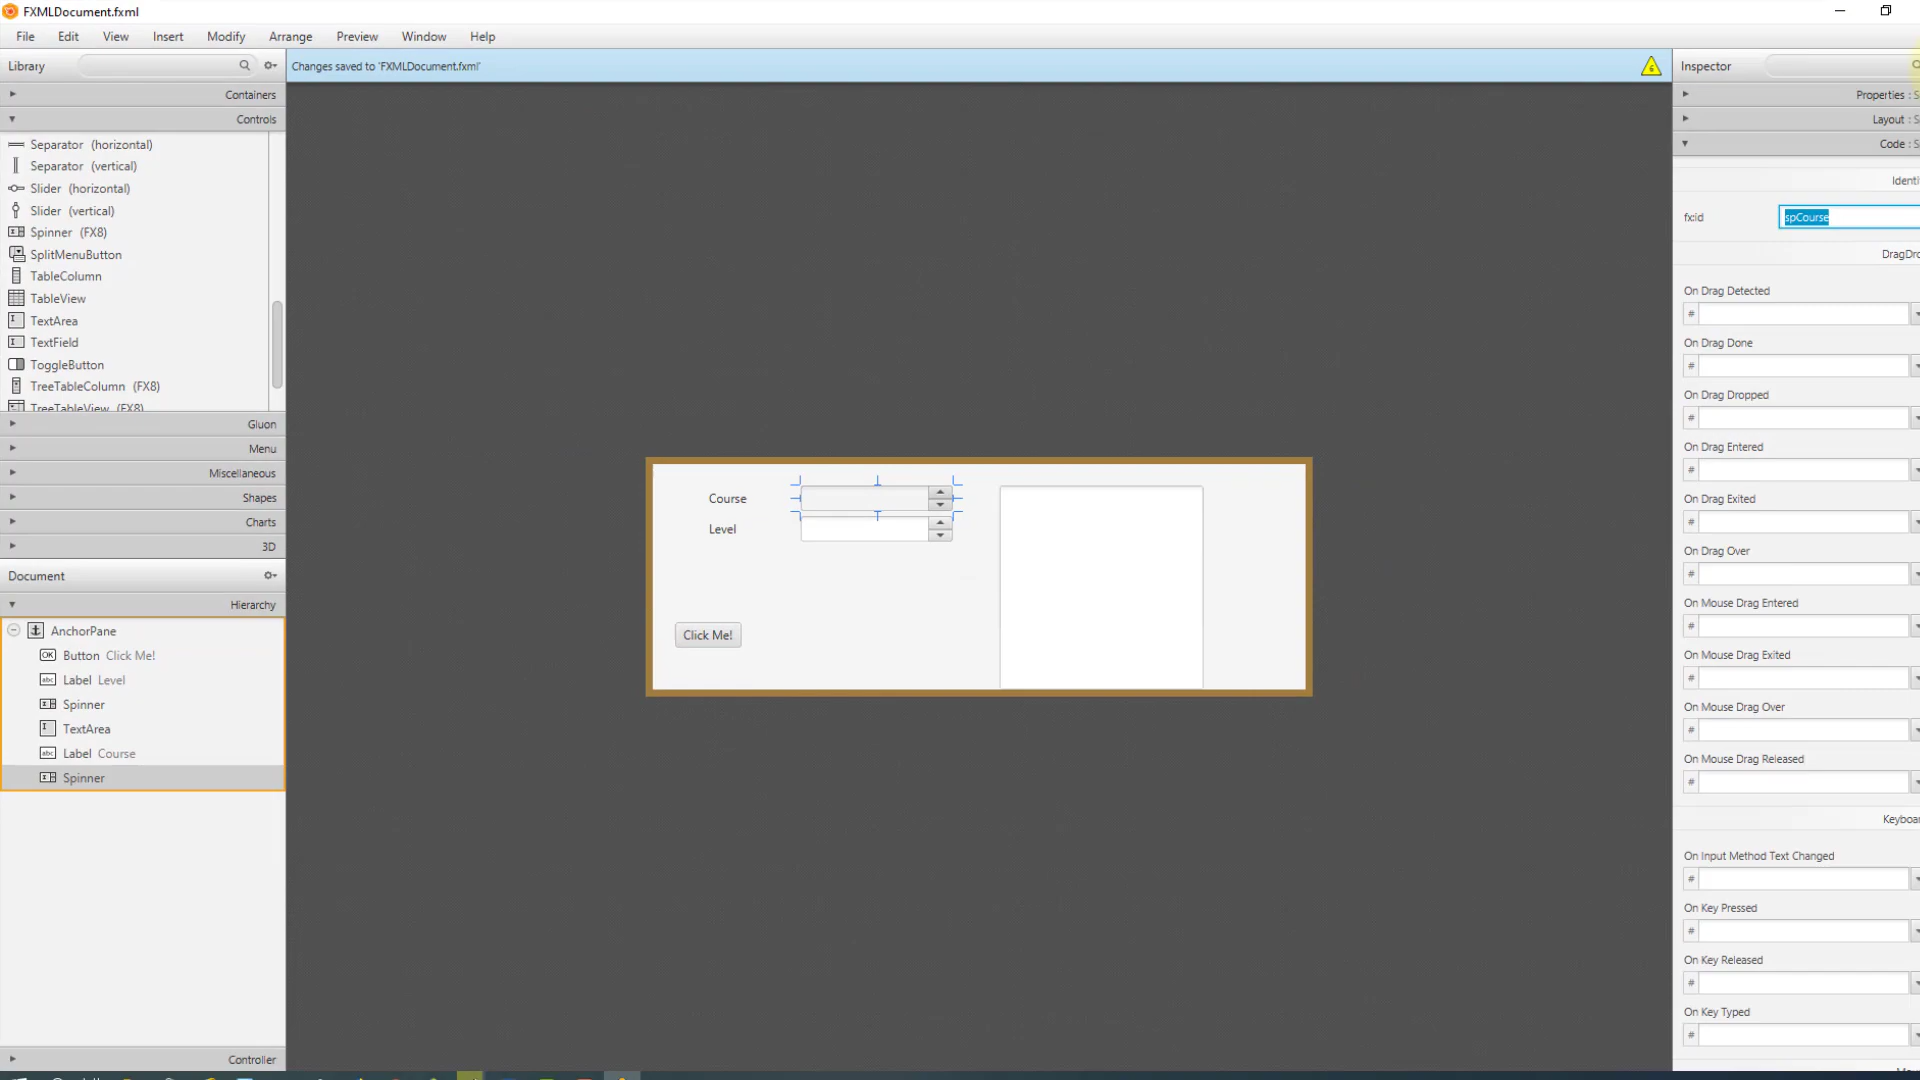 FXMLDocument.fxml
File Edit View Insert Modify Arrange Preview Window Help
Library
Changes saved to 'FXMLDocument.fxml'
6
Inspector
Containers
Controls
Separator (horizontal)
Separator (vertical)
Slider (horizontal)
Slider (vertical)
Spinner (FX8)
SplitMenuButton
TableColumn
TableView
TextArea
TextField
ToggleButton
TreeTableColumn (FX8)
TreeTableView (FX8)
Gluon
Menu
Miscellaneous
Shapes
Charts
3D
Document
Hierarchy
AnchorPane
Button Click Me!
Label Level
Spinner
TextArea
Label Course
Spinner
Controller
Course
Level
Click Me!
Properties : S
Layout : S
Code : S
Identi
fx:id
spCourse
DragDro
On Drag Detected
#
On Drag Done
#
On Drag Dropped
#
On Drag Entered
#
On Drag Exited
#
On Drag Over
#
On Mouse Drag Entered
#
On Mouse Drag Exited
#
On Mouse Drag Over
#
On Mouse Drag Released
#
Keyboar
On Input Method Text Changed
#
On Key Pressed
#
On Key Released
#
On Key Typed
#